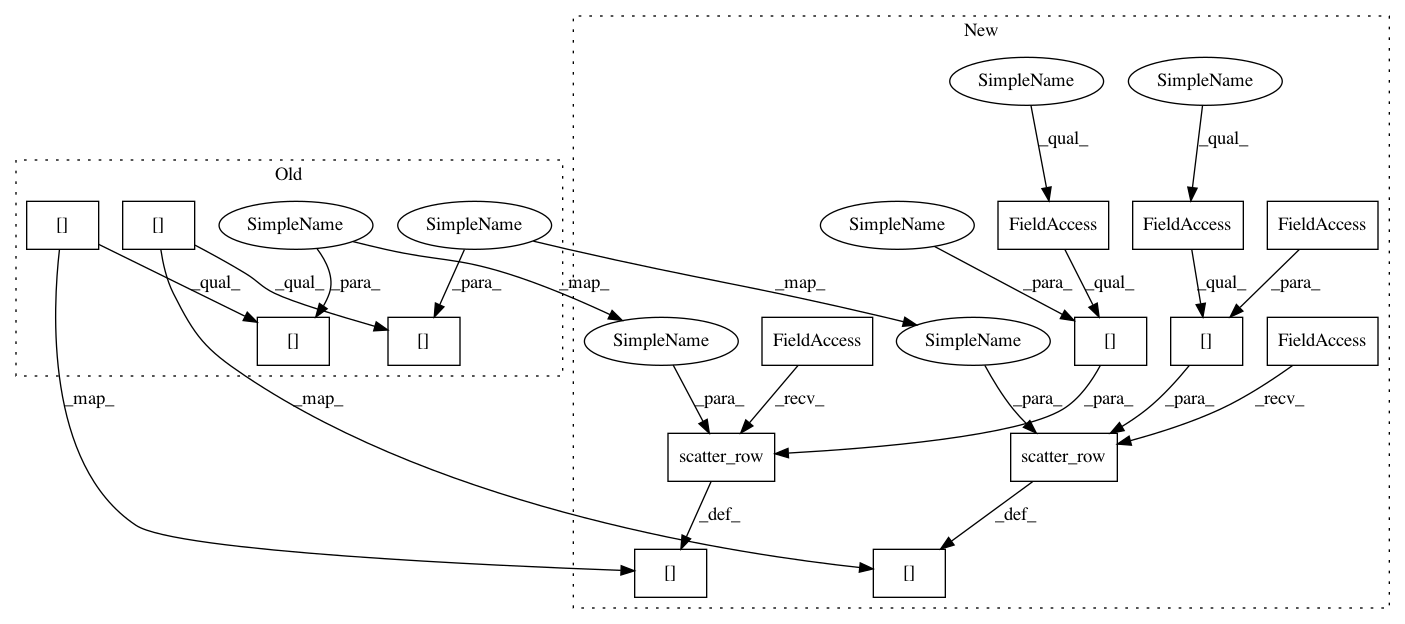 New
SimpleName SimpleName
_qual_ _qual_
Old
[] [] SimpleName SimpleName SimpleName FieldAccess FieldAccess FieldAccess
_qual_ _qual_ _para_ _para_ _map_ _map_ _para_ _qual_ _qual_ _para_
[] [] SimpleName FieldAccess SimpleName [] [] FieldAccess
_map_ _map_ _para_ _recv_ _para_ _para_ _para_ _recv_
scatter_row scatter_row
_def_ _def_
[] []